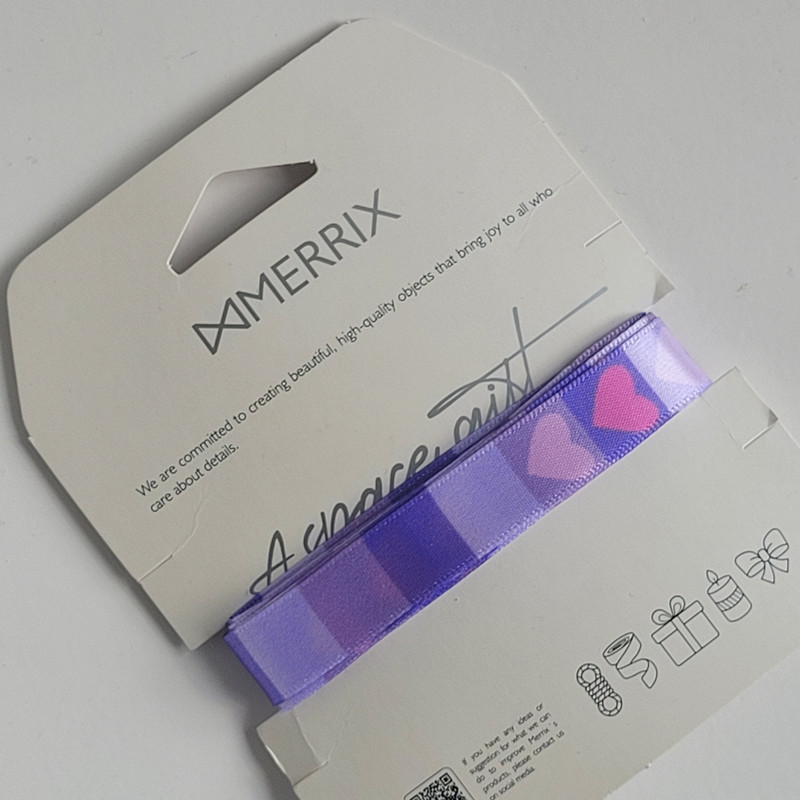 MERRIX
We are committed to creating beautiful, high-quality objects that bring joy to all who
care about details.
A space gift
If you have any ideas or
suggestion for what we can
do to improve Merrix`s
products, please contact us
on social media.